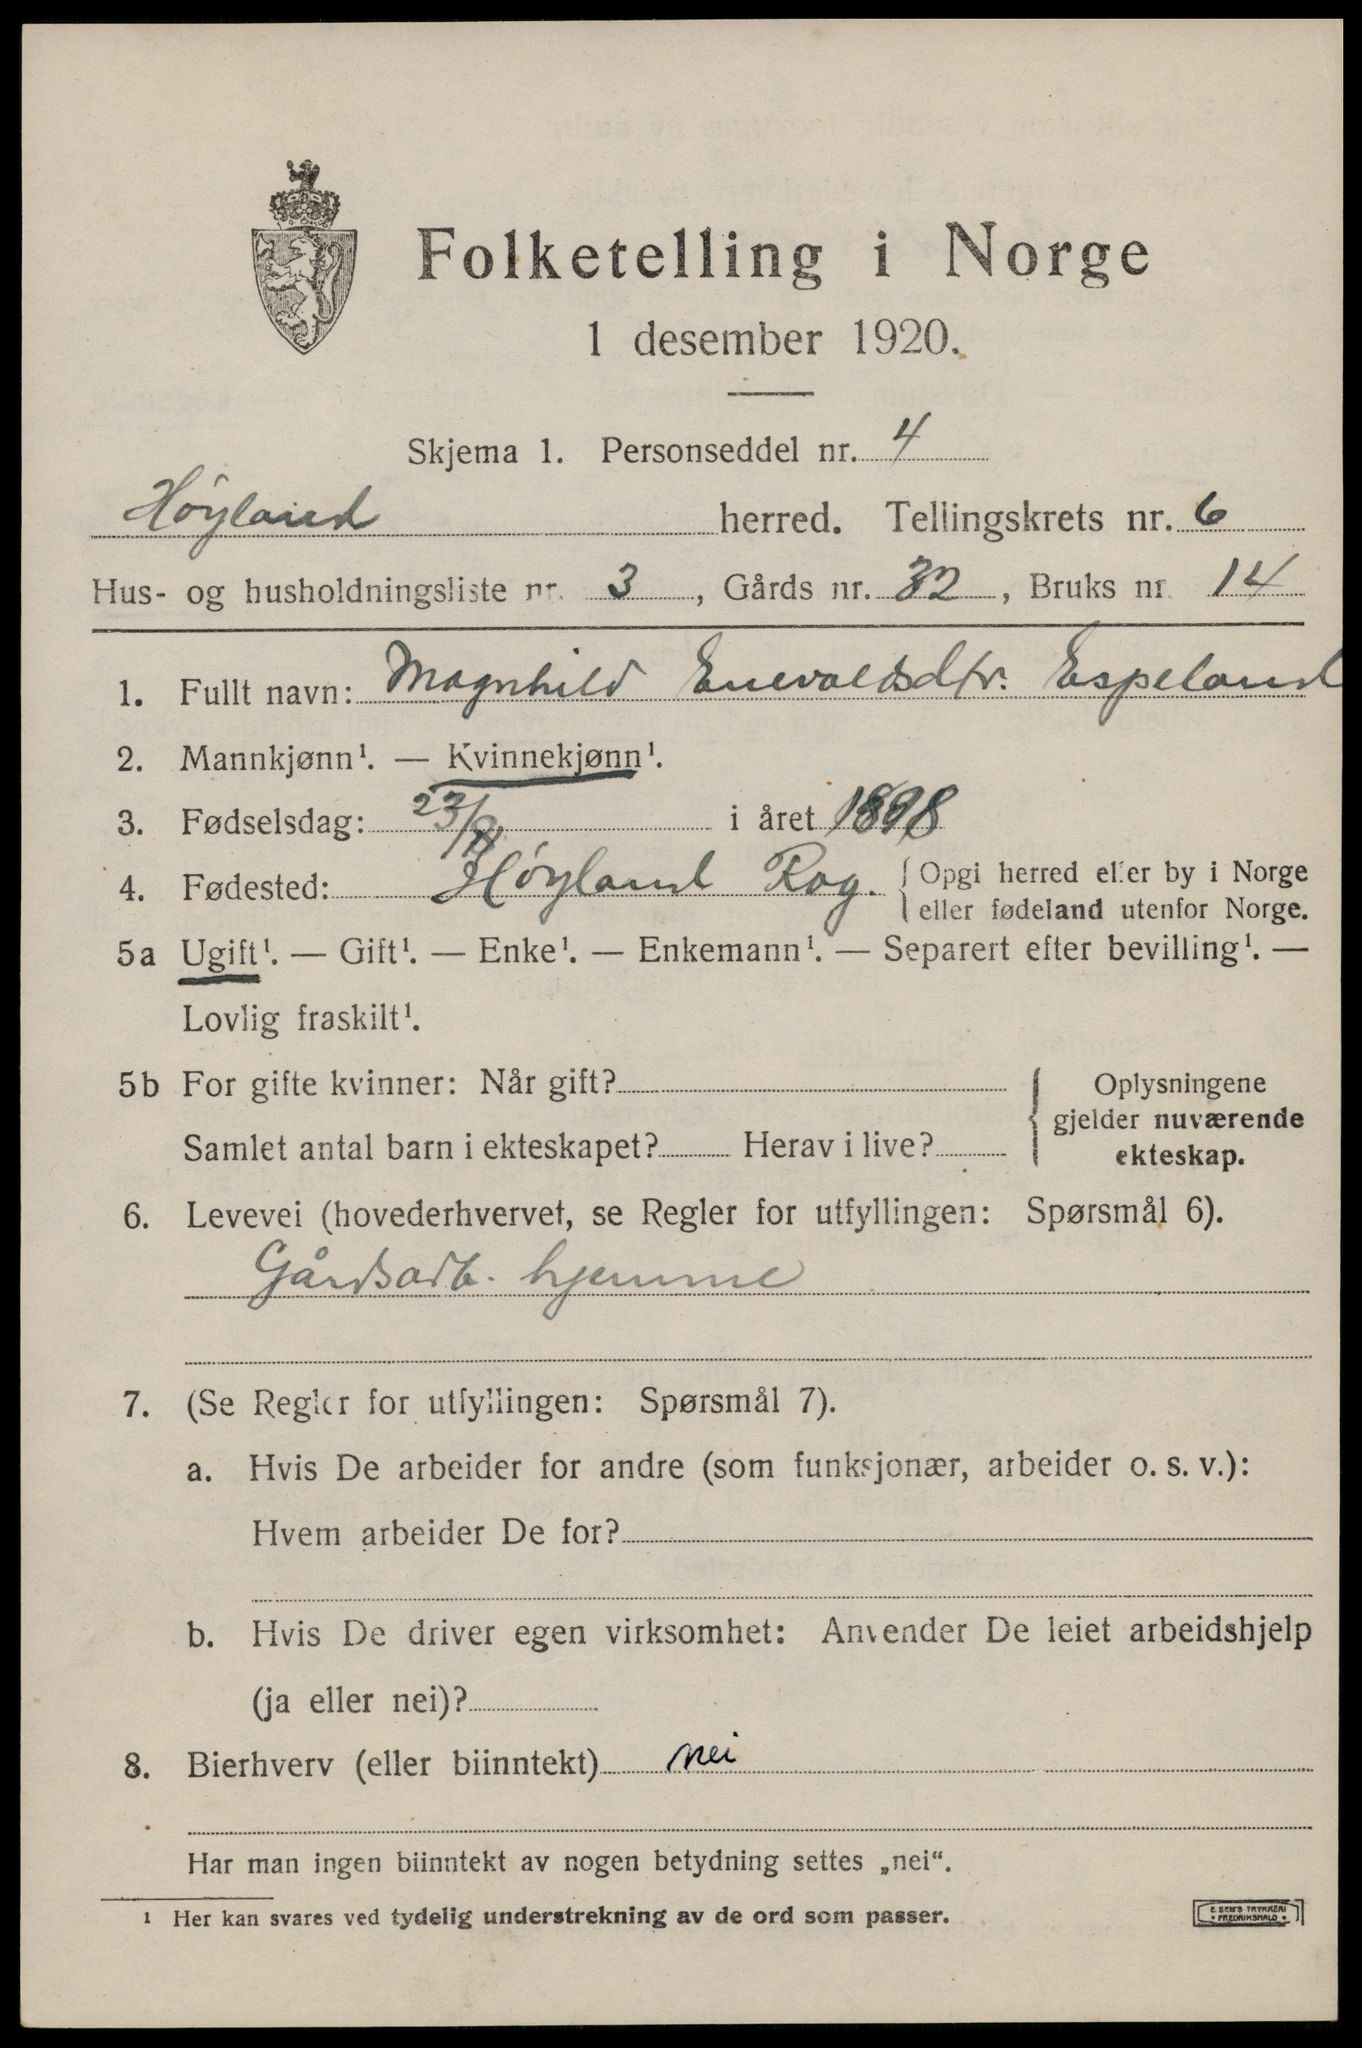 Folketelling i Norge
1 desember 1920.
Skjema 1. Personseddel nr. 4
Höyland herred. Tellingskrets nr. 6
Hus- og husholdningsliste nr. 3, Gårds nr. 32, Bruks nr. 14
1. Fullt navn: Magnhild Enevaldsdtr. Espeland
2. Mannkjønn¹. — Kvinnekjønn¹.
3. Fødselsdag: 23/ i året 1898
4. Fødested: Höyland Rog. { Opgi herred eller by i Norge
eller fødeland utenfor Norge.
5a Ugift¹. — Gift¹. — Enke¹. — Enkemann¹. — Separert efter bevilling¹. —
Lovlig fraskilt¹.
5b For gifte kvinner: Når gift? { Oplysningene
gjelder nuværende
Samlet antal barn i ekteskapet? Herav i live? ekteskap.
6. Levevei (hovederhvervet, se Regler for utfyllingen: Spørsmål 6).
Gårdsarb. hjemme
7. (Se Regler for utfyllingen: Spørsmål 7).
a. Hvis De arbeider for andre (som funksjonær, arbeider o. s. v.):
Hvem arbeider De for?
b. Hvis De driver egen virksomhet: Anvender De leiet arbeidshjelp
(ja eller nei)?
8. Bierhverv (eller biinntekt) nei
Har man ingen biinntekt av nogen betydning settes „nei“.
¹ Her kan svares ved tydelig understrekning av de ord som passer.
E. SEM'S TRYKKERI
• FREDRIKSHALD •